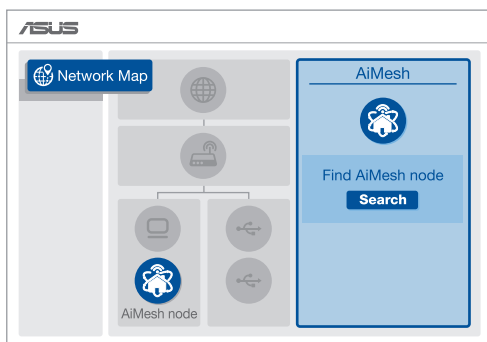 ASUS
Network Map
AiMesh
Find AiMesh node
Search
AiMesh node